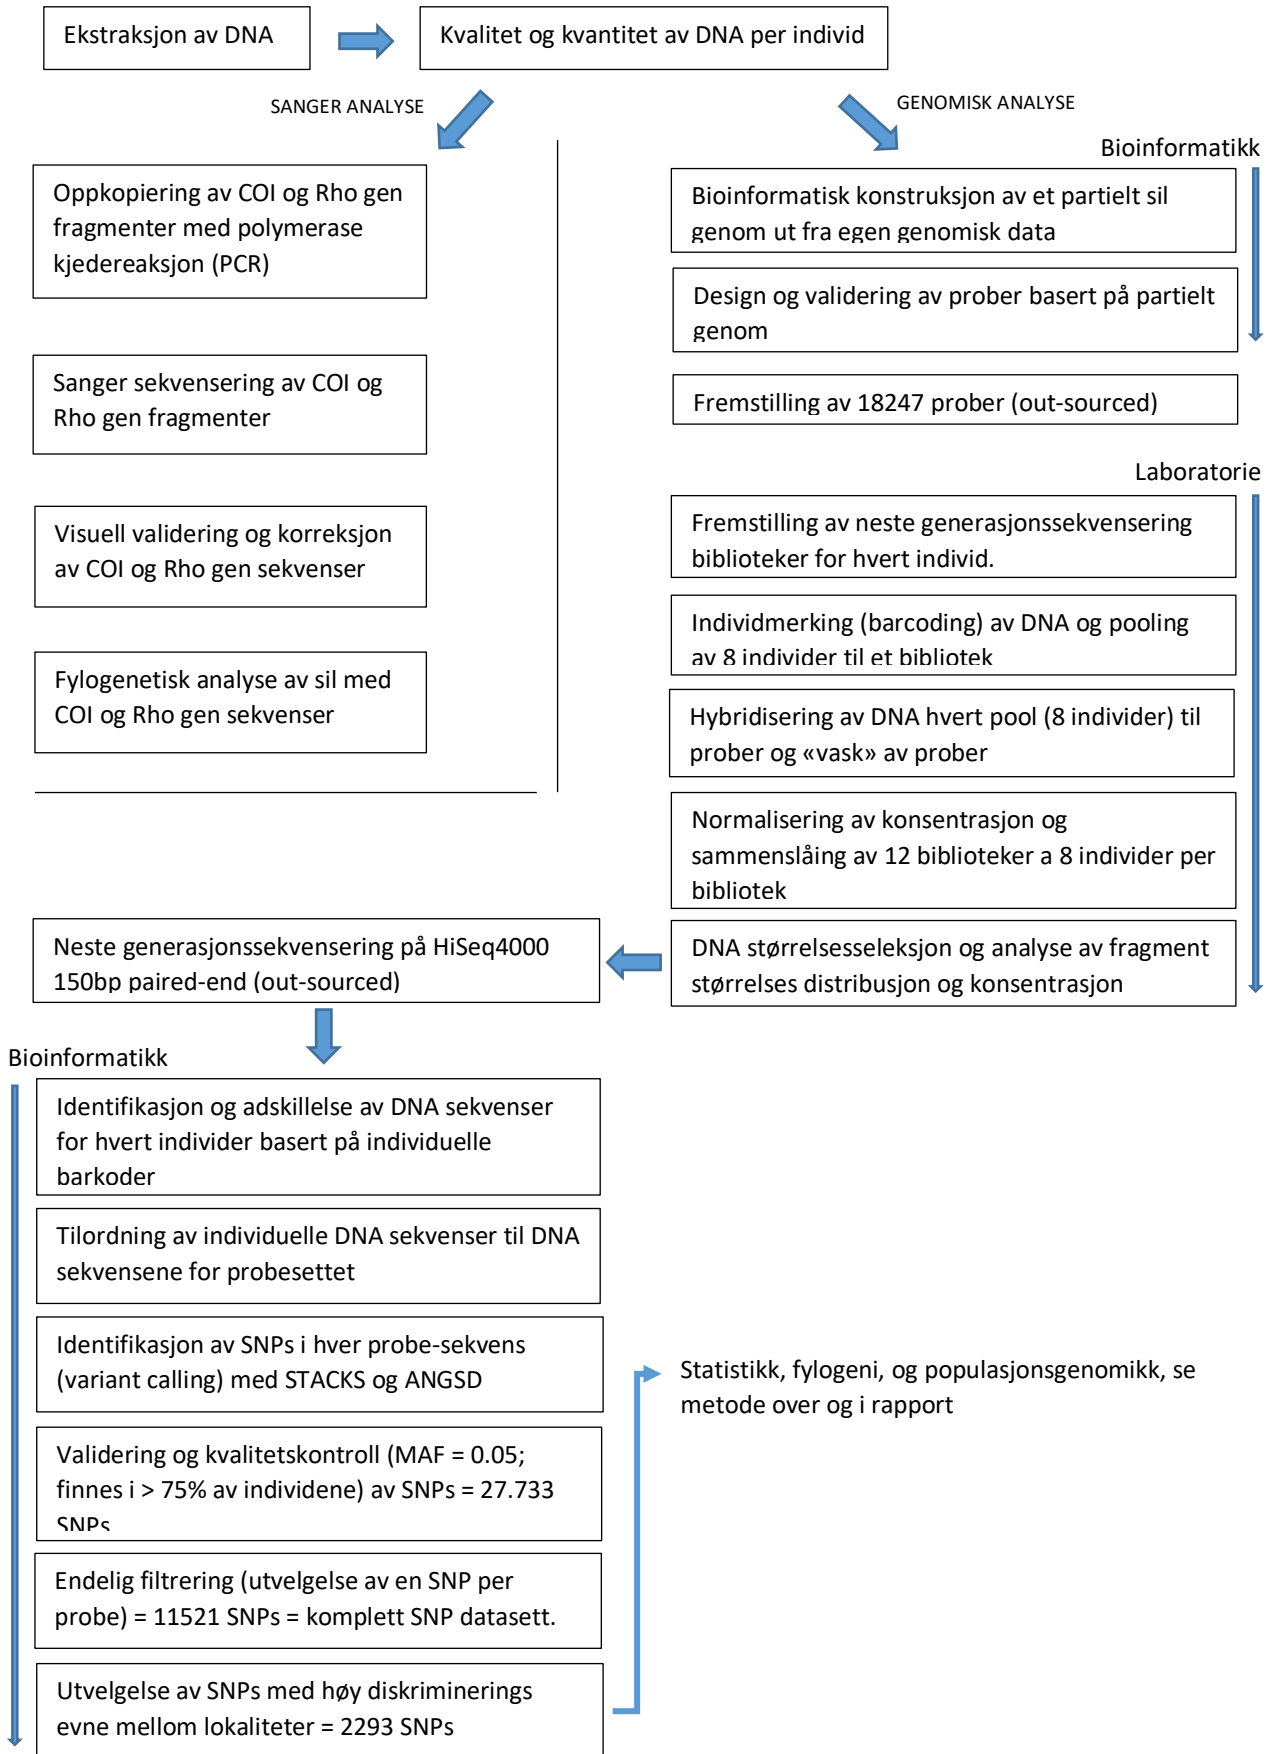 Ekstraksjon av DNA
Kvalitet og kvantitet av DNA per individ
SANGER ANALYSE
GENOMISK ANALYSE
Oppkopiering av COI og Rho gen
fragmenter med polymerase
kjedereaksjon (PCR)
Sanger sekvensering av COI og
Rho gen fragmenter
Visuell validering og korreksjon
av COI og Rho gen sekvenser
Fylogenetisk analyse av sil med
COI og Rho gen sekvenser
Bioinformatikk
Bioinformatisk konstruksjon av et partielt sil
genom ut fra egen genomisk data
Design og validering av prober basert på partielt
genom
Fremstilling av 18247 prober (out-sourced)
Laboratorie
Fremstilling av neste generasjonssekvensering
biblioteker for hvert individ.
Individmerking (barcoding) av DNA og pooling
av 8 individer til et bibliotek
Hybridisering av DNA hvert pool (8 individer) til
prober og «vask» av prober
Normalisering av konsentrasjon og
sammenslåing av 12 biblioteker a 8 individer per
bibliotek
DNA størrelsesseleksjon og analyse av fragment
størrelses distribusjon og konsentrasjon
Neste generasjonssekvensering på HiSeq4000
150bp paired-end (out-sourced)
Bioinformatikk
Identifikasjon og adskillelse av DNA sekvenser
for hvert individer basert på individuelle
barkoder
Tilordning av individuelle DNA sekvenser til DNA
sekvensene for probesettet
Identifikasjon av SNPs i hver probe-sekvens
(variant calling) med STACKS og ANGSD
Validering og kvalitetskontroll (MAF = 0.05;
finnes i > 75% av individene) av SNPs = 27.733
SNPs
Endelig filtrering (utvelgelse av en SNP per
probe) = 11521 SNPs = komplett SNP datasett.
Utvelgelse av SNPs med høy diskriminerings
evne mellom lokaliteter = 2293 SNPs
Statistikk, fylogeni, og populasjonsgenomikk, se
metode over og i rapport